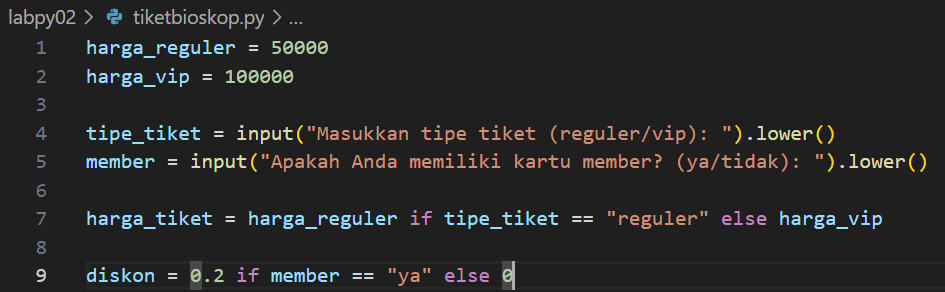 labpy02 > tiketbioskop.py > ...
1 harga_reguler = 50000
2 harga_vip = 100000
3
4 tipe_tiket = input("Masukkan tipe tiket (reguler/vip): ").lower()
5 member = input("Apakah Anda memiliki kartu member? (ya/tidak): ").lower()
6
7 harga_tiket = harga_reguler if tipe_tiket == "reguler" else harga_vip
8
9 diskon = 0.2 if member == "ya" else 0